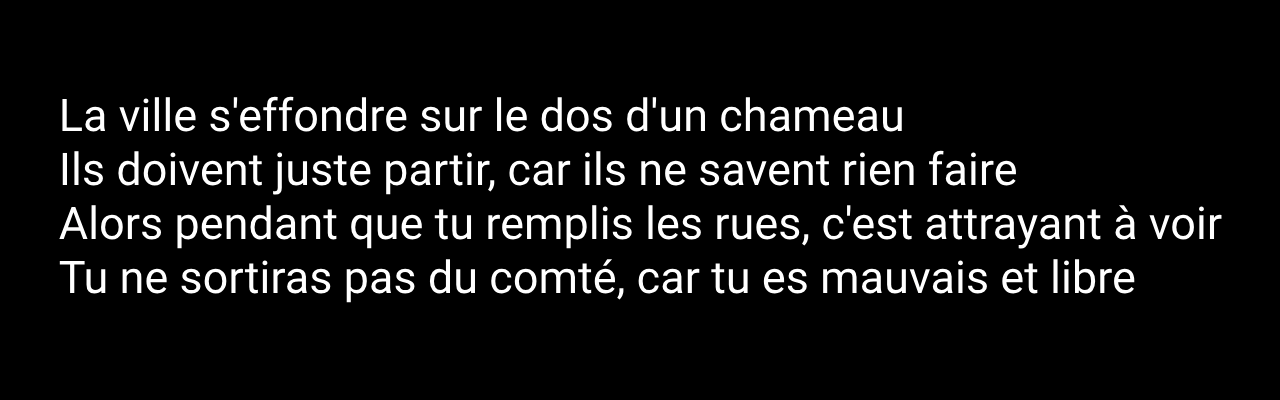 La ville s'effondre sur le dos d'un chameau
Ils doivent juste partir, car ils ne savent rien faire
Alors pendant que tu remplis les rues, c'est attrayant à voir
Tu ne sortiras pas du comté, car tu es mauvais et libre